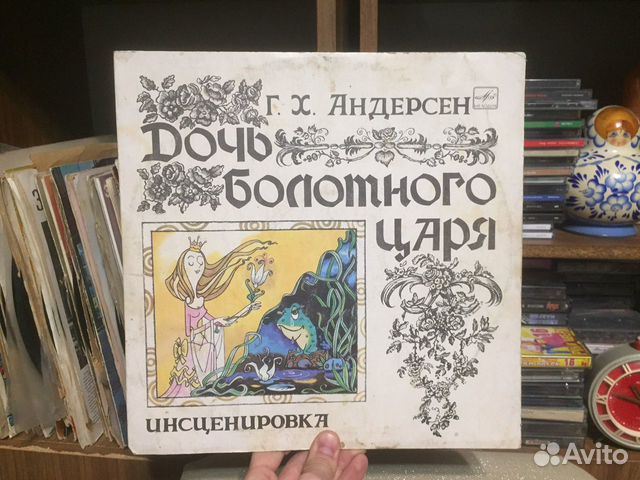 Г. Х. Андерсен
Дочь
болотного
царя
инсценировка
Avito